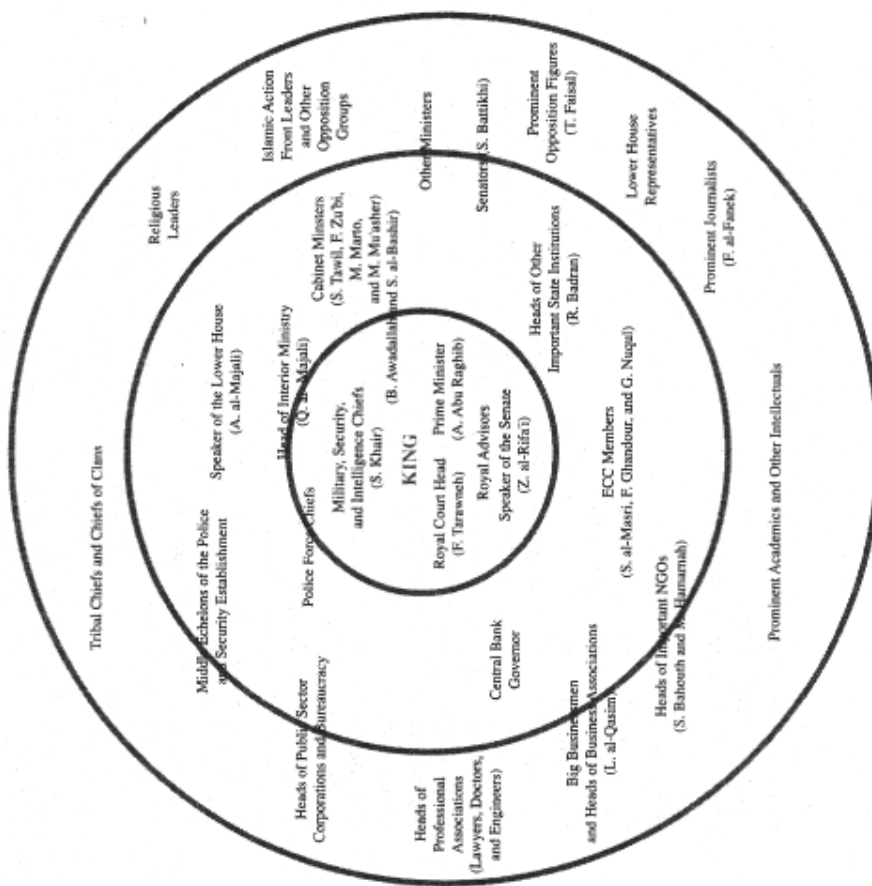 Tribal Chiefs and Chiefs of Clans
Religious
Leaders
Middle Echelons of the Police
and Security Establishment
Speaker of the Lower House
(A. al-Majali)
Islamic Action
Front Leaders
and Other
Opposition
Groups
Heads of Public Sector
Corporations and Bureaucracy
Police Force Chiefs
Head of Interior Ministry
(Q. al-Majali)
Cabinet Minsters
(S. Tawil, F. Zu'bi,
M. Marto,
and M. Mu'asher)
(B. Awadallah and S. al-Bashir)
Military, Security,
and Intelligence Chiefs
(S. Khair)
KING
Other Ministers
Heads of
Professional
Associations
(Lawyers, Doctors,
and Engineers)
Royal Court Head
(F. Tarawneh)
Prime Minister
(A. Abu Raghib)
Royal Advisors
Speaker of the Senate
(Z. al-Rifa'i)
Senators (S. Battikhi)
Central Bank
Governor
Heads of Other
Important State Institutions
(R. Badran)
Prominent
Opposition Figures
(T. Faisal)
Big Businessmen
and Heads of Business Associations
(L. al-Qasim)
ECC Members
(S. al-Masri, F. Ghandour, and G. Nuqul)
Lower House
Representatives
Heads of Important NGOs
(S. Bahouth and M. Hamarnah)
Prominent Journalists
(F. al-Fanek)
Prominent Academics and Other Intellectuals